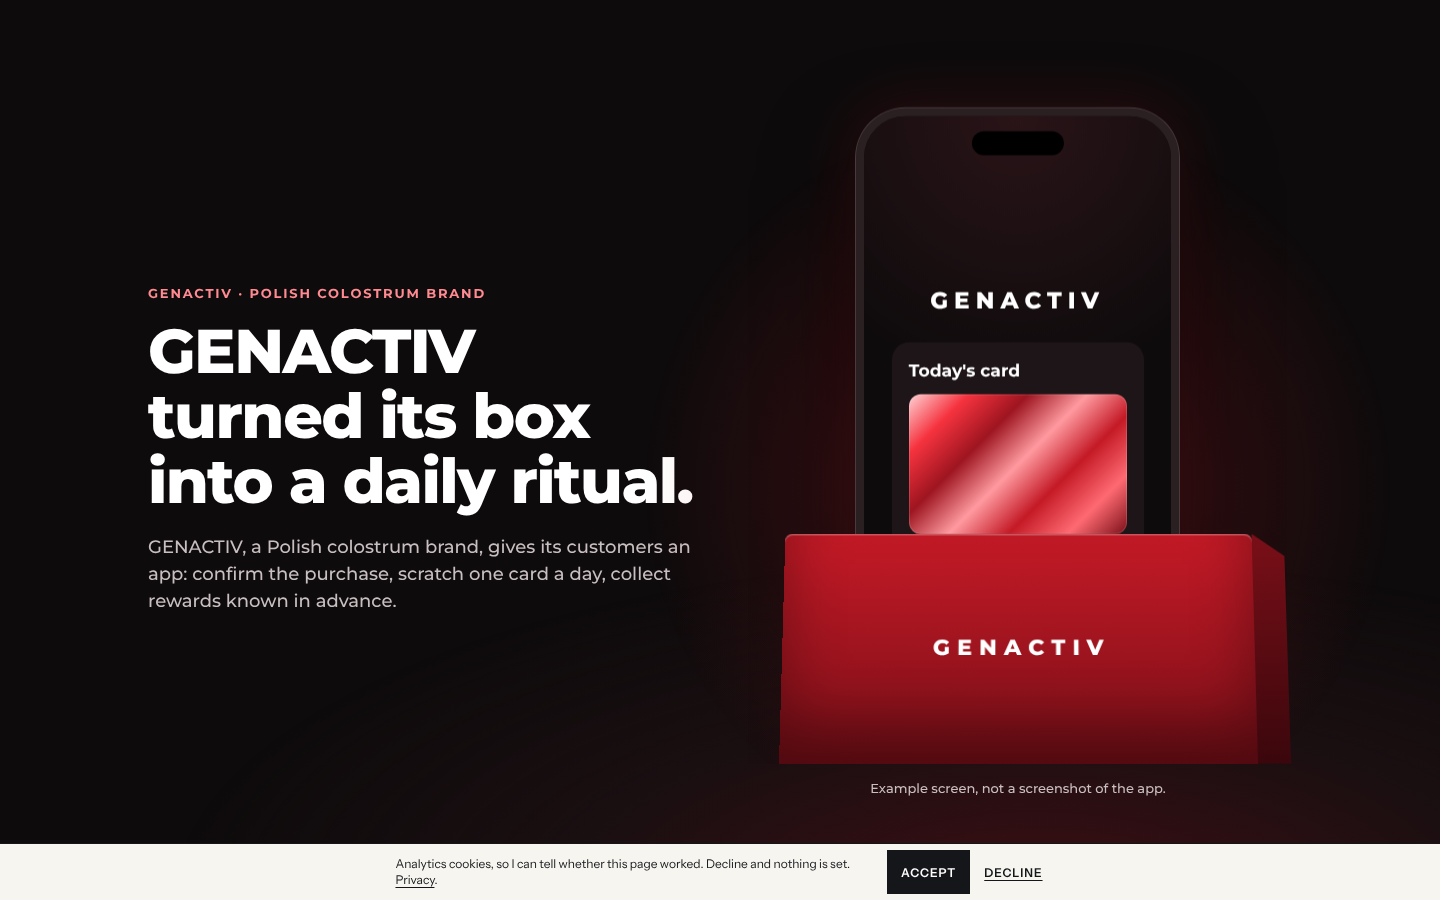 GENACTIV · POLISH COLOSTRUM BRAND
GENACTIV
turned its box
into a daily ritual.
GENACTIV, a Polish colostrum brand, gives its customers an
app: confirm the purchase, scratch one card a day, collect
rewards known in advance.
GENACTIV
Today's card
GENACTIV
Example screen, not a screenshot of the app.
Analytics cookies, so I can tell whether this page worked. Decline and nothing is set.
Privacy.
ACCEPT
DECLINE